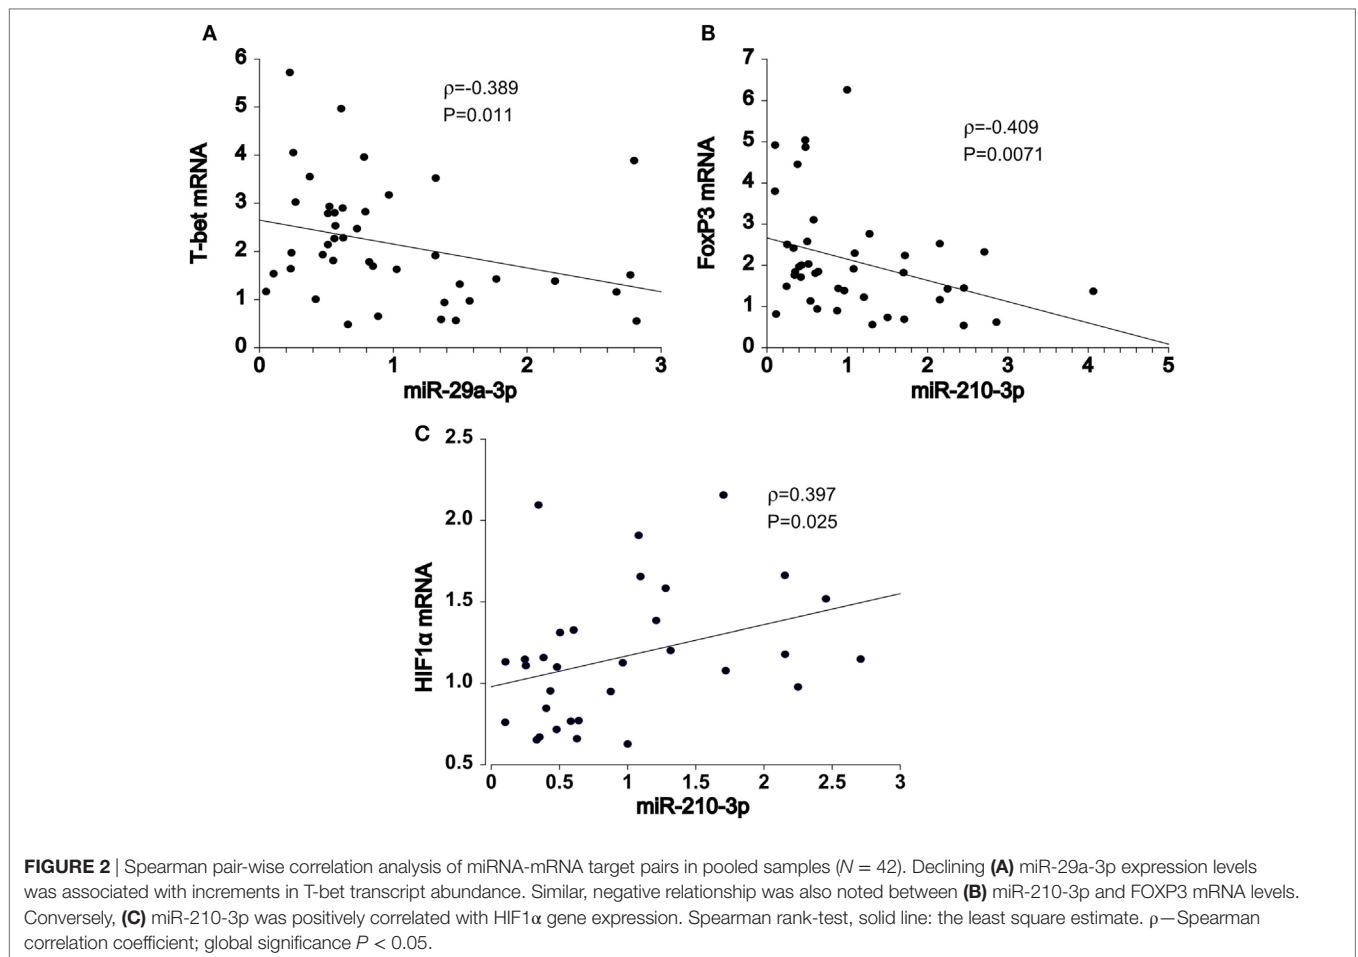 A
6
5
4
3
2
1
0
T-bet mRNA
ρ=-0.389
P=0.011
0 1 2 3
miR-29a-3p
B
7
6
5
4
3
2
1
0
FoxP3 mRNA
ρ=-0.409
P=0.0071
0 1 2 3 4 5
miR-210-3p
C
2.5
2.0
1.5
1.0
0.5
HIF1α mRNA
ρ=0.397
P=0.025
0 0.5 1 1.5 2 2.5 3
miR-210-3p
FIGURE 2 | Spearman pair-wise correlation analysis of miRNA-mRNA target pairs in pooled samples (N = 42). Declining (A) miR-29a-3p expression levels
was associated with increments in T-bet transcript abundance. Similar, negative relationship was also noted between (B) miR-210-3p and FOXP3 mRNA levels.
Conversely, (C) miR-210-3p was positively correlated with HIF1α gene expression. Spearman rank-test, solid line: the least square estimate. ρ—Spearman
correlation coefficient; global significance P < 0.05.